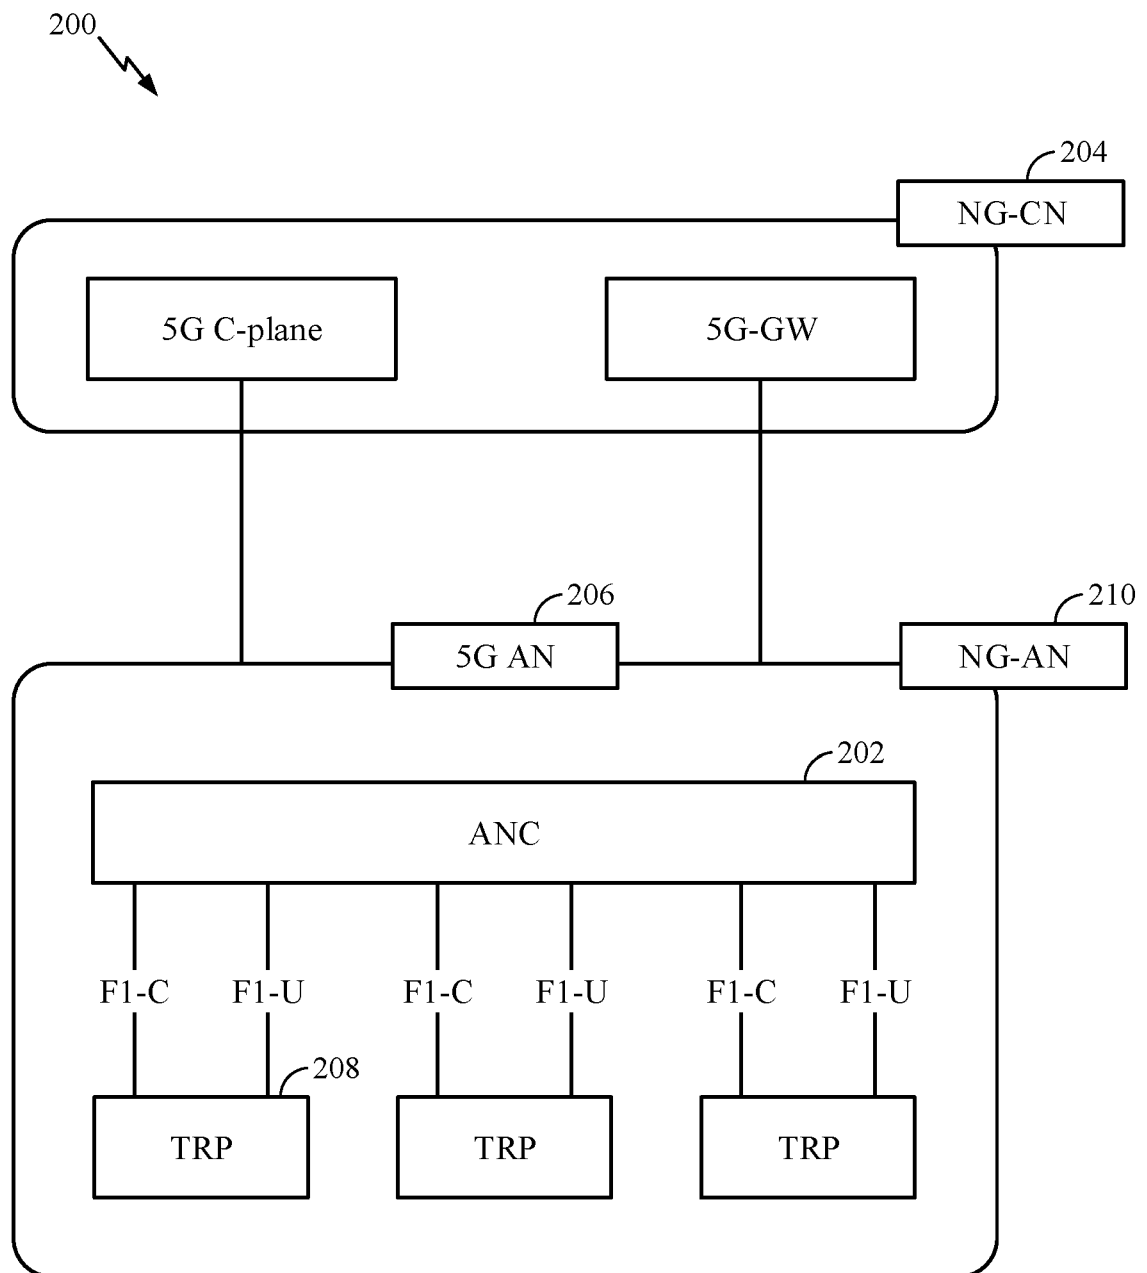 200
204
NG-CN
5G C-plane
5G-GW
206
210
5G AN
NG-AN
202
ANC
F1-C
F1-U
F1-C
F1-U
F1-C
F1-U
208
TRP
TRP
TRP